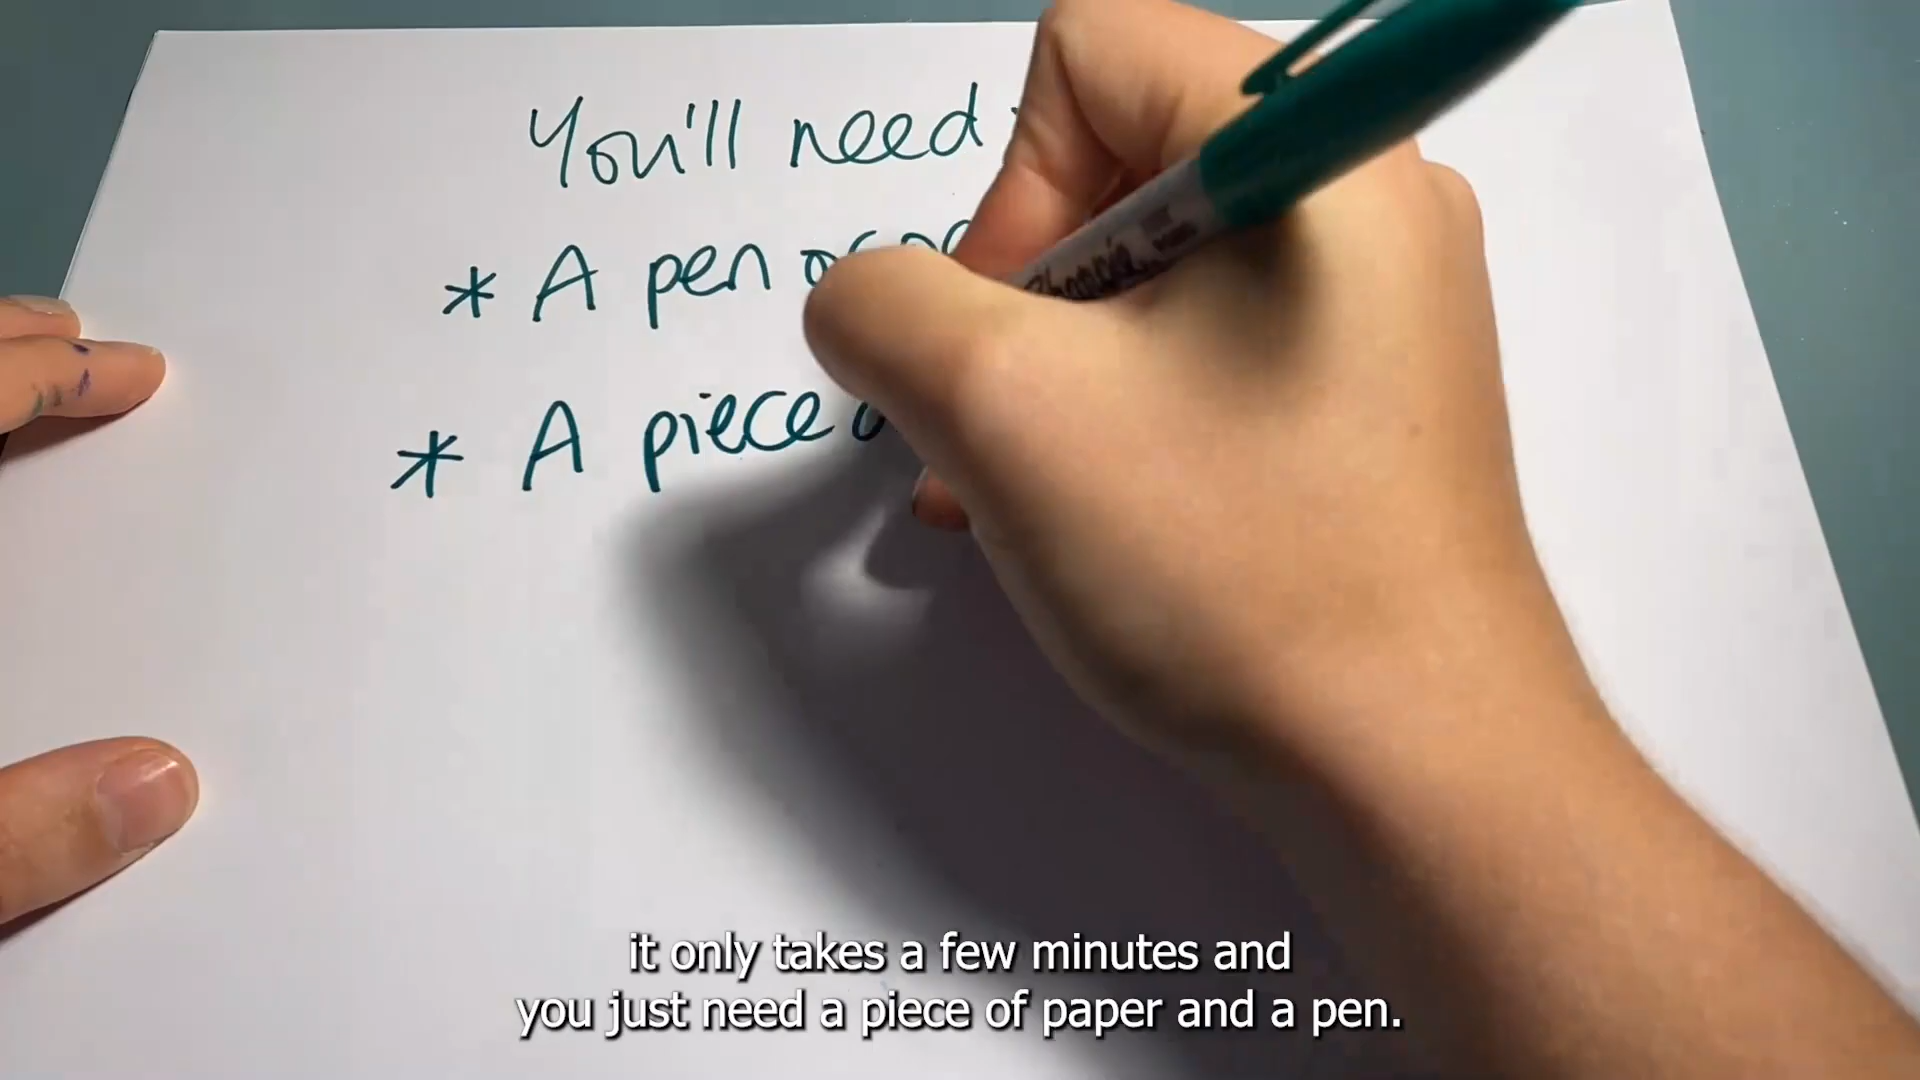 You'll need
* A pen or
* A piece
it only takes a few minutes and
you just need a piece of paper and a pen.